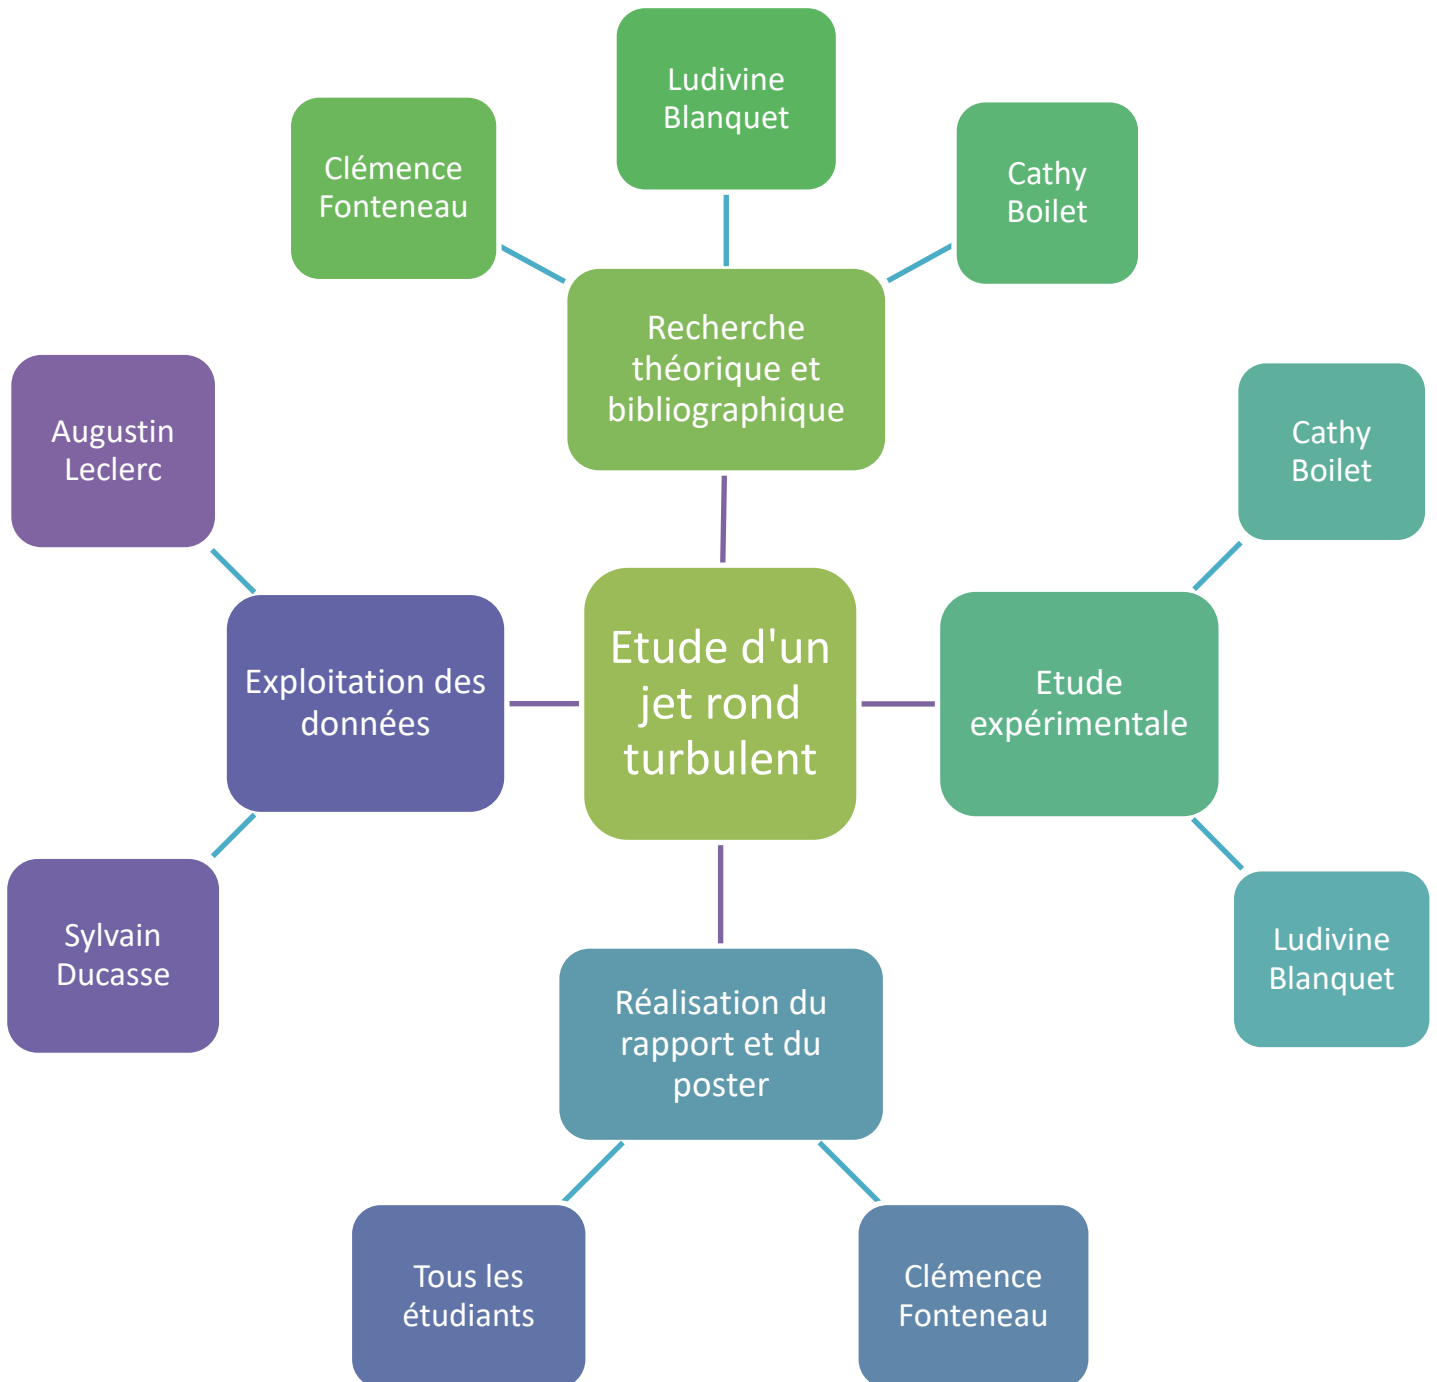 Ludivine
Blanquet
Clémence
Fonteneau
Cathy
Boilet
Recherche
théorique et
bibliographique
Augustin
Leclerc
Cathy
Boilet
Exploitation des
données
Etude d'un
jet rond
turbulent
Etude
expérimentale
Sylvain
Ducasse
Ludivine
Blanquet
Réalisation du
rapport et du
poster
Tous les
étudiants
Clémence
Fonteneau